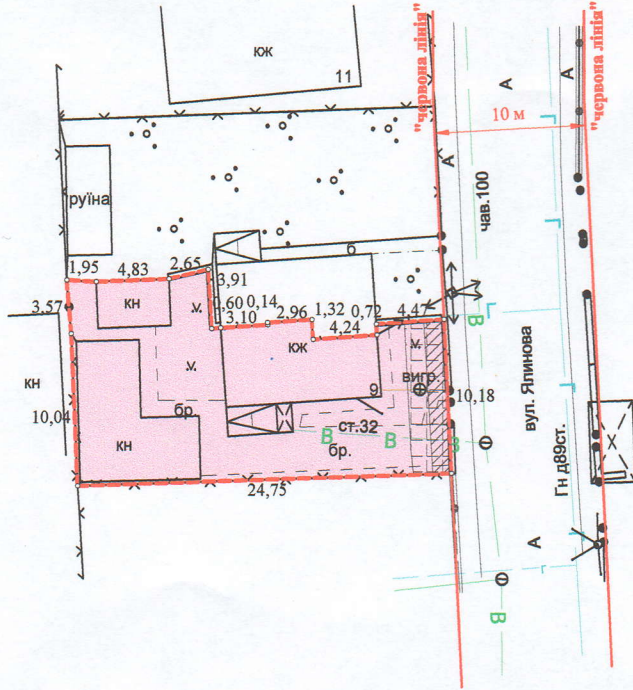 "червона лінія"
"червона лінія"
кж
11
10 м
А
А
А
чав.100
руїна
б
1,95
4,83
2,65
3,91
3,57
0,60
0,14
3,10
2,96
1,32
0,72
4,47
4,24
кн
.v.
.v.
.v.
кж
9
вигр.
В
вул. Ялинова
10,18
кн
10,04
бр.
кн
ст.32
бр.
В
В
В
Гн д89ст.
24,75
А
В
Г
Г
Г
Г
Г
Х